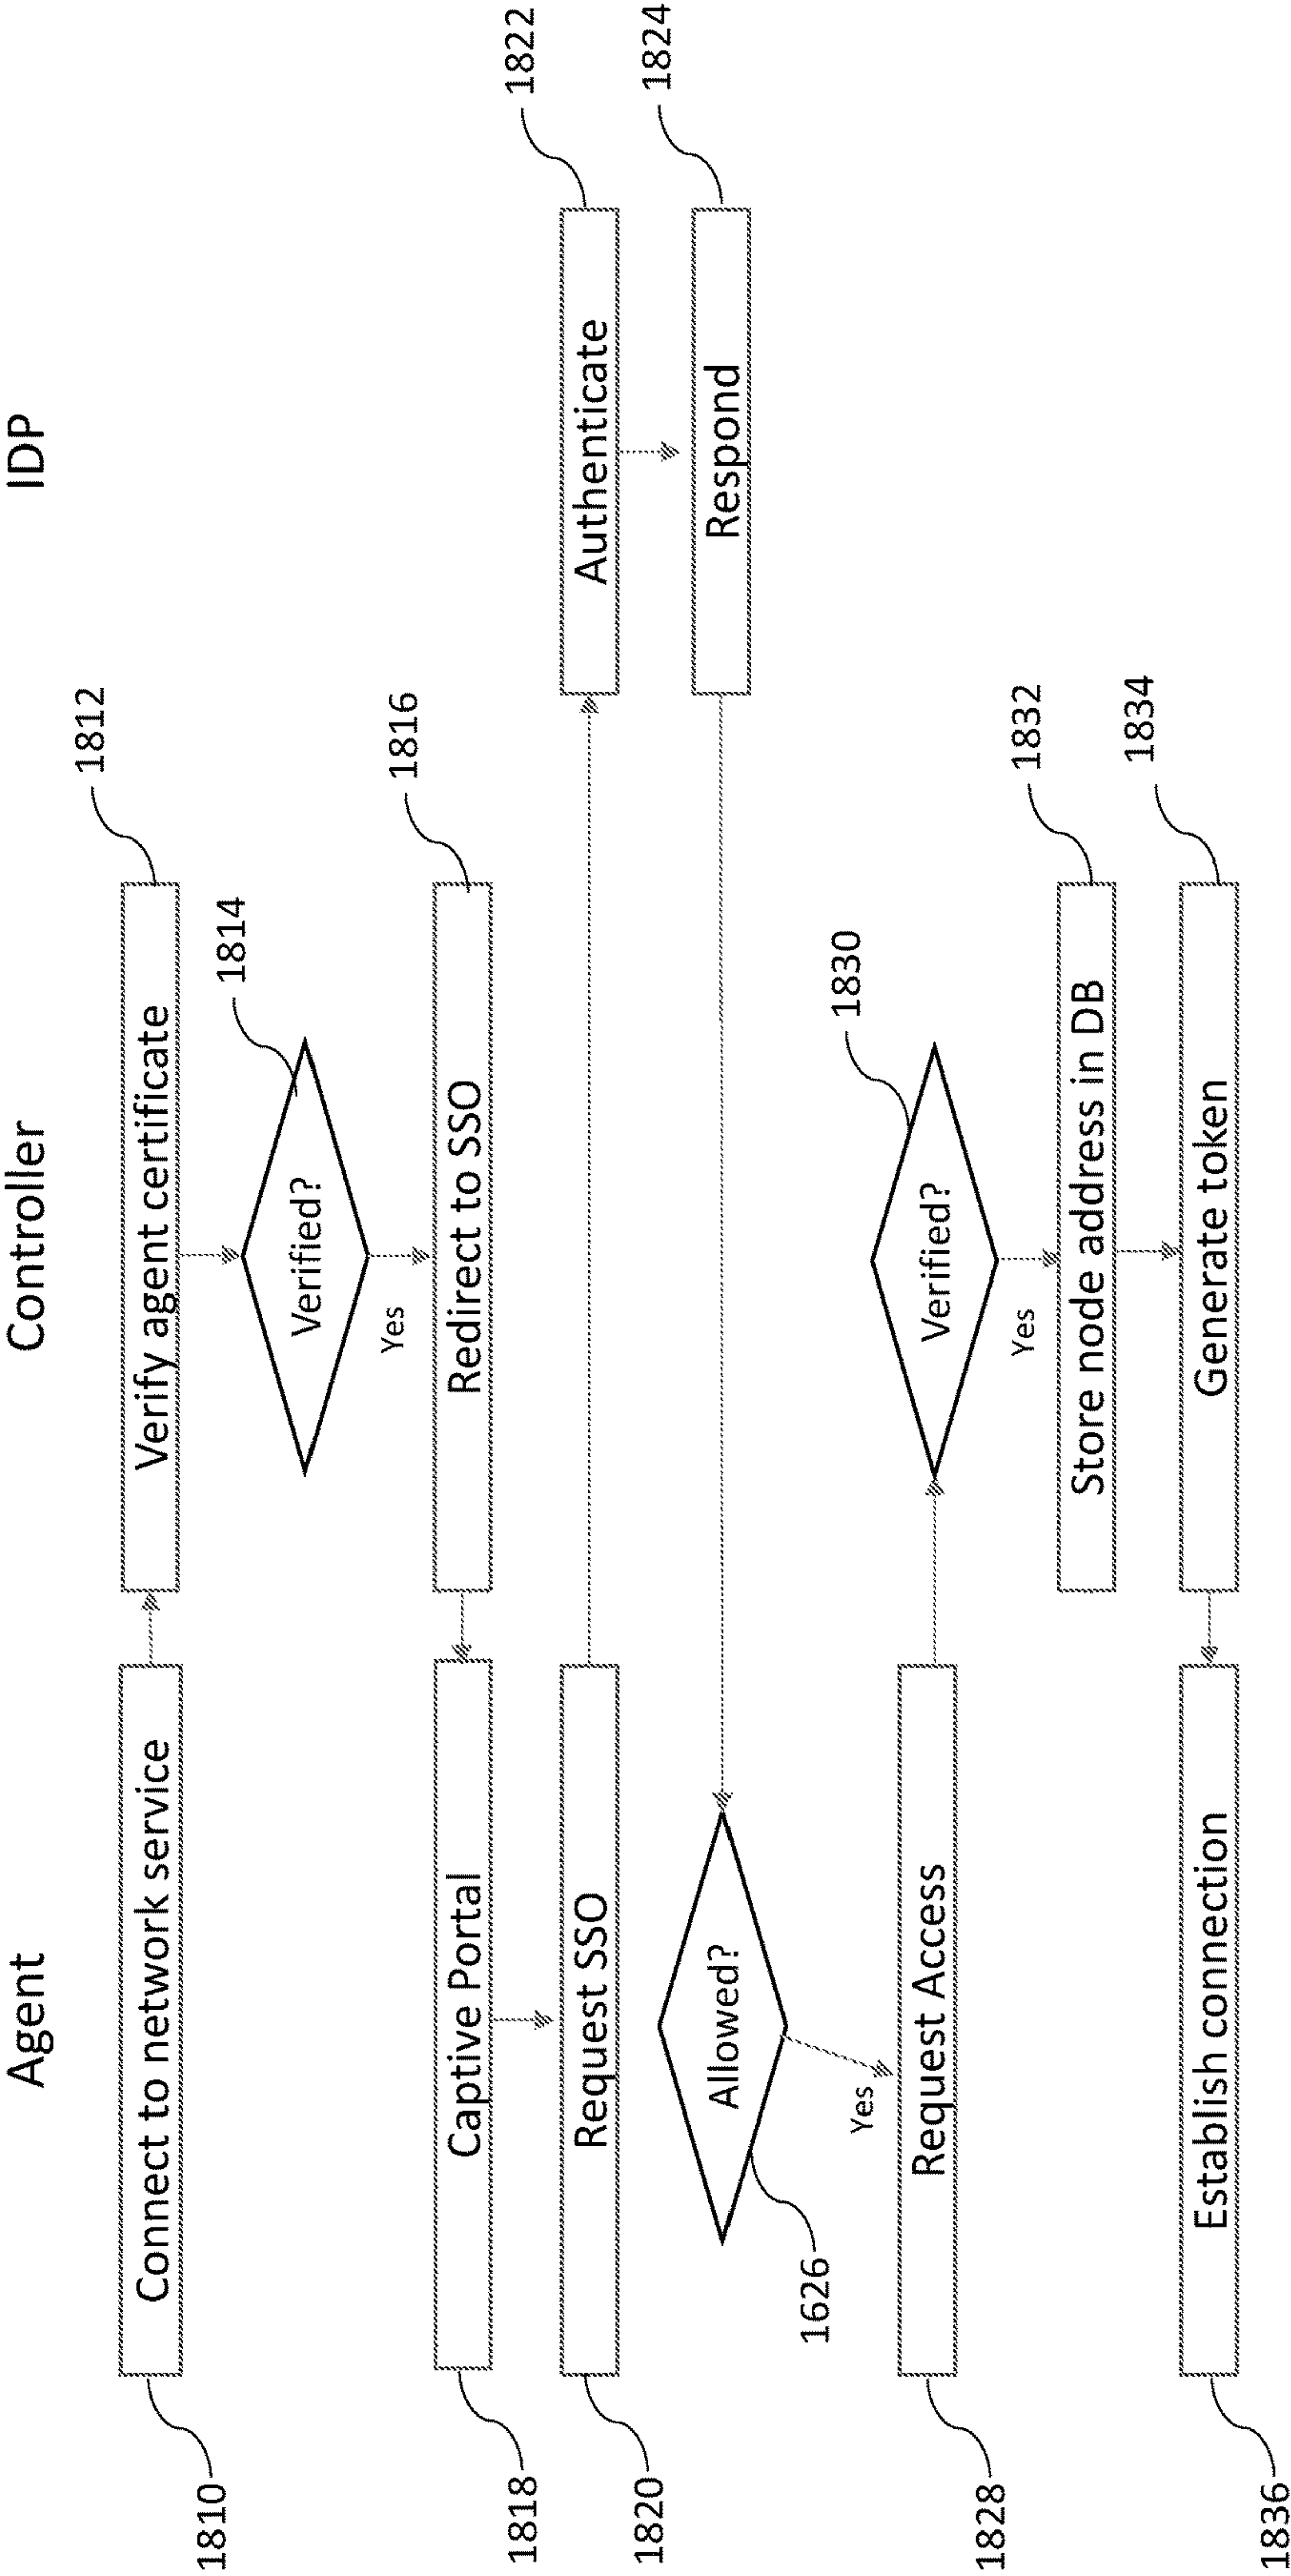 Agent
Controller
IDP
1810
Connect to network service
Verify agent certificate
1812
Verified?
1814
Yes
1818
Captive Portal
Redirect to SSO
1816
1820
Request SSO
Authenticate
1822
1626
Allowed?
Respond
1824
Yes
1828
Request Access
Verified?
1830
Yes
Store node address in DB
1832
1836
Establish connection
Generate token
1834